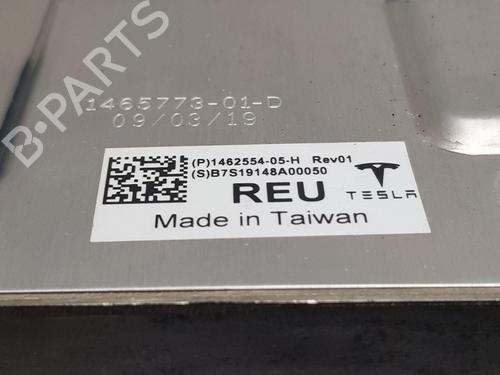 B-PARTS
1465773-01-D
09/03/19
(P)1462554-05-H Rev01
(S)B7S19148A00050
REU
TESLA
Made in Taiwan